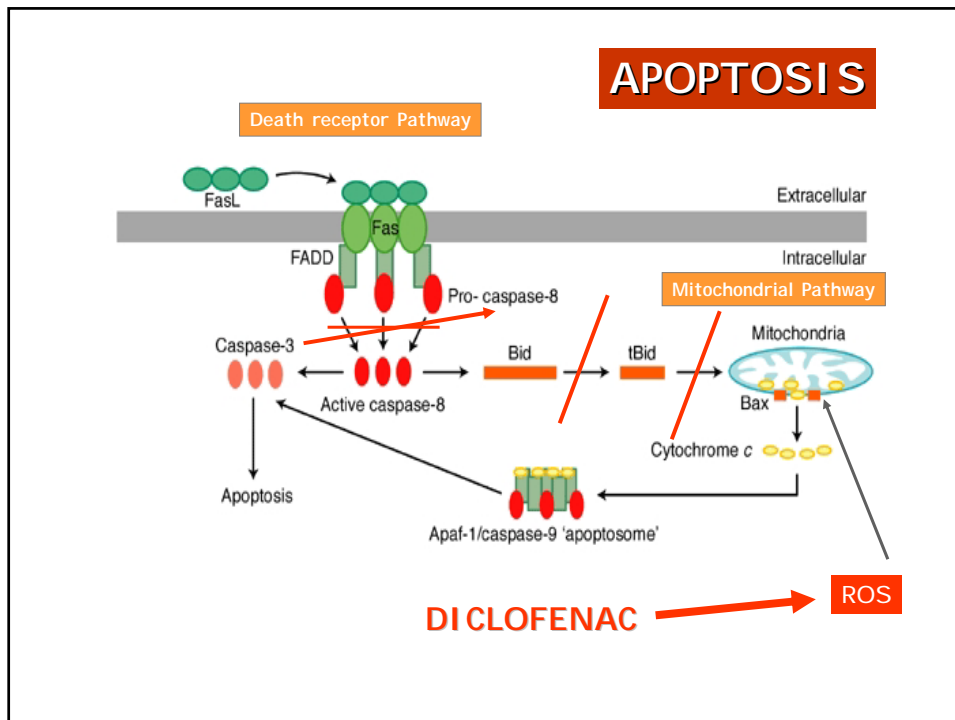 APOPTOSIS
Death receptor Pathway
FasL
Fas
Extracellular
FADD
Intracellular
Pro- caspase-8
Mitochondrial Pathway
Caspase-3
Bid
tBid
Mitochondria
Active caspase-8
Bax
Cytochrome c
Apoptosis
Apaf-1/caspase-9 ‘apoptosome’
DICLOFENAC
ROS